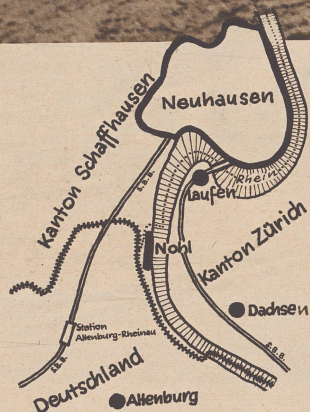 Neuhausen
Kanton Schaffhausen
S.B.B.
Rhein
Laufen
Kanton Zürich
Nohl
Dachsen
Station
Altenburg-Rheinau
S.B.B.
S.B.B.
Deutschland
Altenburg